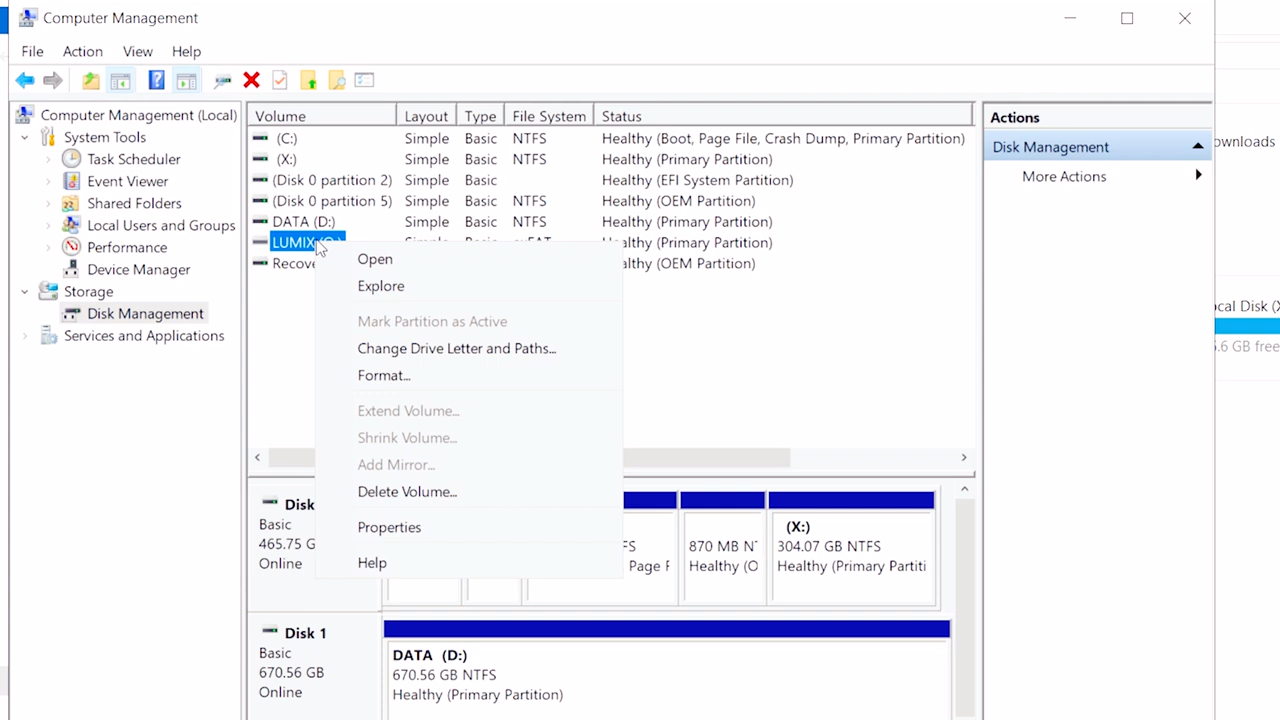 Computer Management
File Action View Help
Computer Management (Local)
System Tools
Task Scheduler
Event Viewer
Shared Folders
Local Users and Groups
Performance
Device Manager
Storage
Disk Management
Services and Applications
Volume Layout Type File System Status
(C:) Simple Basic NTFS Healthy (Boot, Page File, Crash Dump, Primary Partition)
(X:) Simple Basic NTFS Healthy (Primary Partition)
(Disk 0 partition 2) Simple Basic Healthy (EFI System Partition)
(Disk 0 partition 5) Simple Basic NTFS Healthy (OEM Partition)
DATA (D:) Simple Basic NTFS Healthy (Primary Partition)
LUMIX althy (Primary Partition)
Recove althy (OEM Partition)
Open
Explore
Mark Partition as Active
Change Drive Letter and Paths...
Format...
Extend Volume...
Shrink Volume...
Add Mirror...
Delete Volume...
Properties
Help
Disk
Basic
465.75 G
Online
FS
Page F
870 MB N
Healthy (O
(X:)
304.07 GB NTFS
Healthy (Primary Partiti
Disk 1
Basic
670.56 GB
Online
DATA (D:)
670.56 GB NTFS
Healthy (Primary Partition)
Actions
Disk Management
More Actions
ownloads
cal Disk (X
.6 GB free